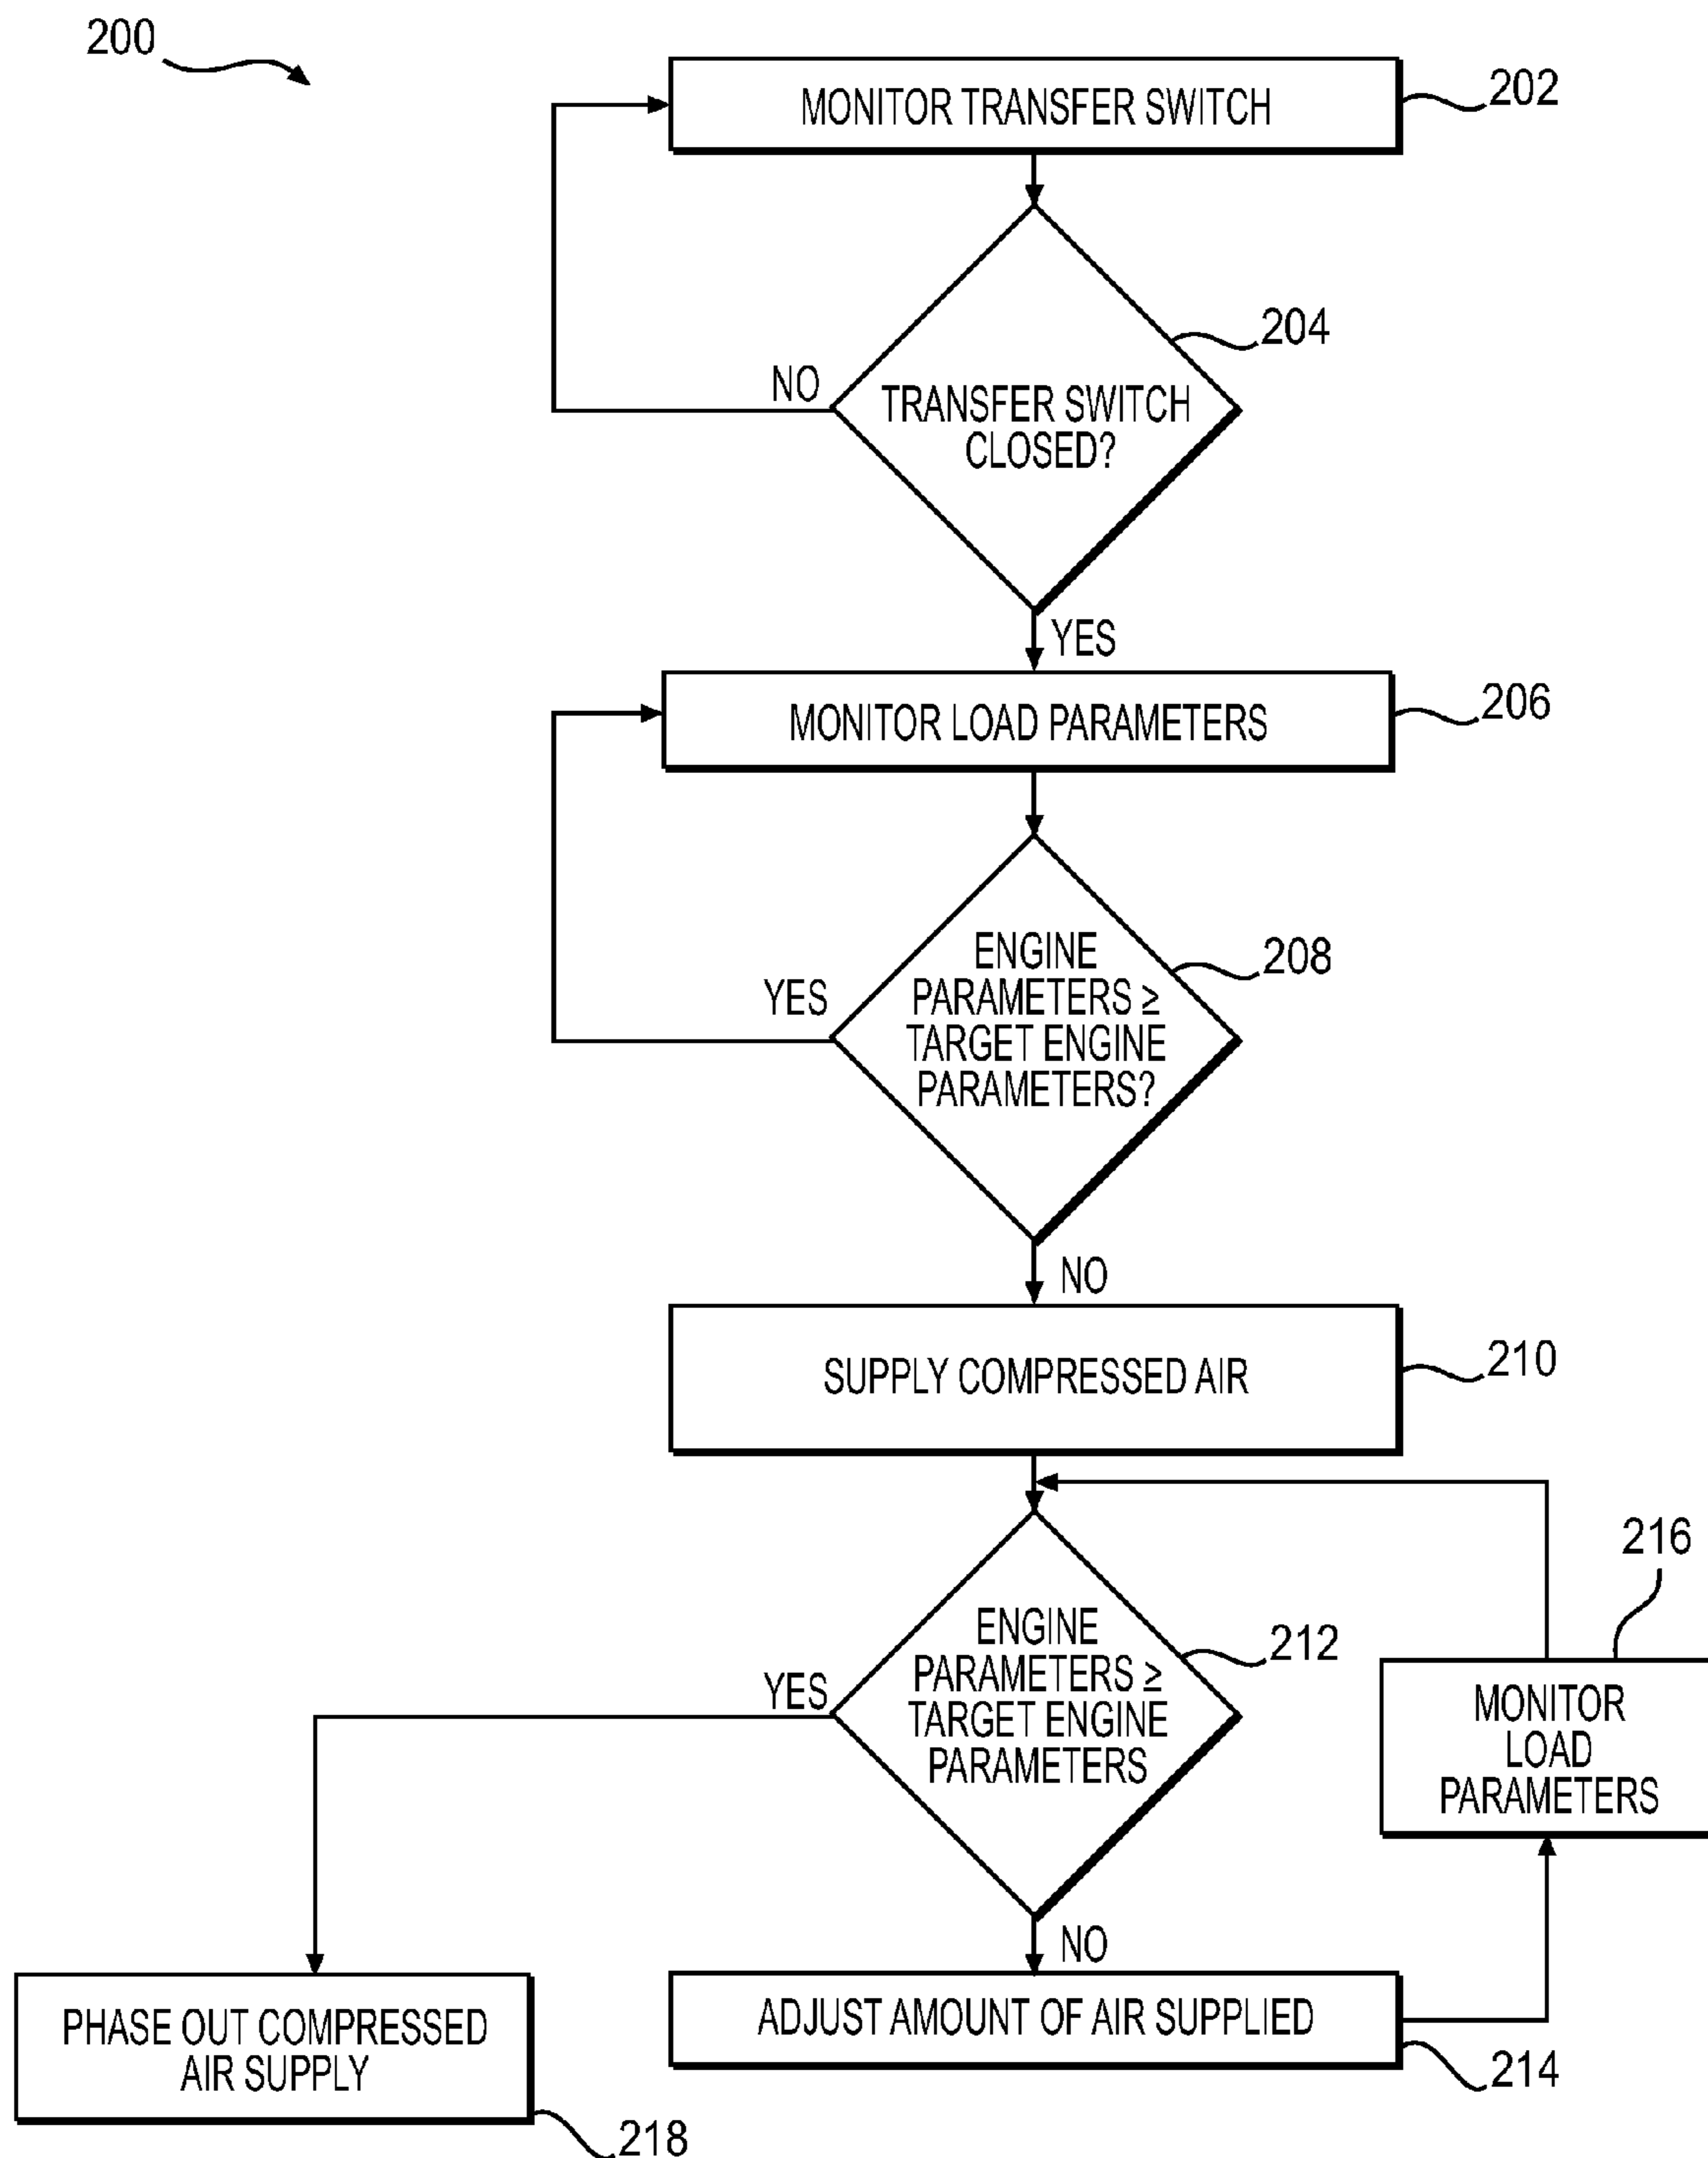 200
MONITOR TRANSFER SWITCH
202
204
NO
TRANSFER SWITCH
CLOSED?
YES
MONITOR LOAD PARAMETERS
206
ENGINE
PARAMETERS ≥
TARGET ENGINE
PARAMETERS?
208
YES
NO
SUPPLY COMPRESSED AIR
210
216
ENGINE
PARAMETERS ≥
TARGET ENGINE
PARAMETERS
212
YES
MONITOR
LOAD
PARAMETERS
NO
PHASE OUT COMPRESSED
AIR SUPPLY
ADJUST AMOUNT OF AIR SUPPLIED
214
218